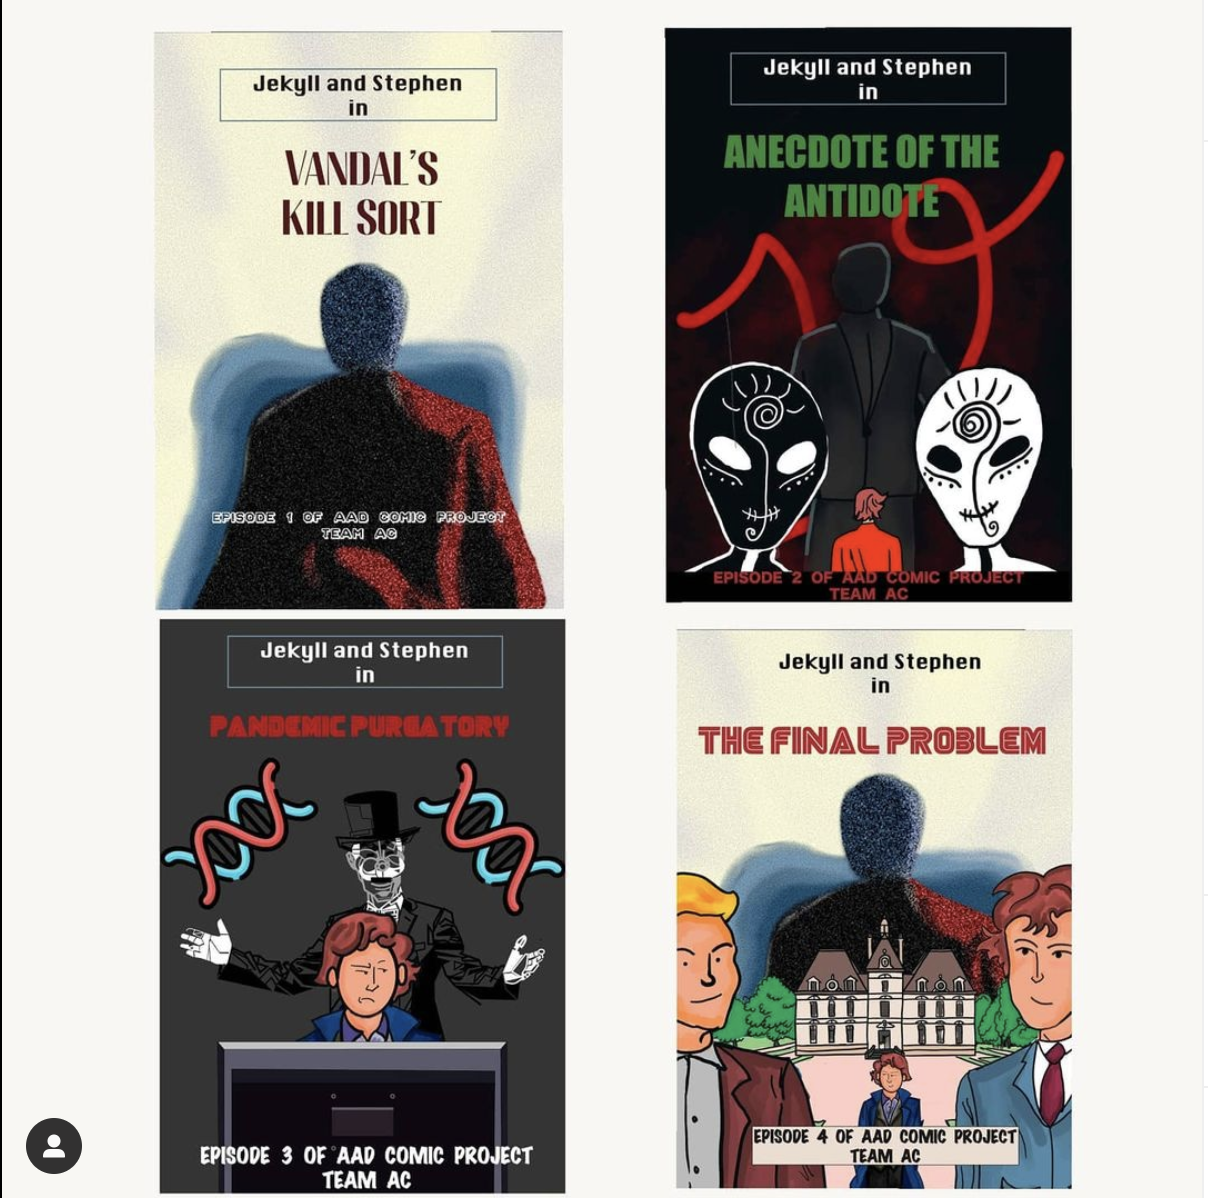 Jekyll and Stephen
in
VANDAL'S
KILL SORT
EPISODE 1 OF AAD COMIC PROJECT
TEAM AC
Jekyll and Stephen
in
ANECDOTE OF THE
ANTIDOTE
EPISODE 2 OF AAD COMIC PROJECT
TEAM AC
Jekyll and Stephen
in
PANDEMIC PURGATORY
EPISODE 3 OF AAD COMIC PROJECT
TEAM AC
Jekyll and Stephen
in
THE FINAL PROBLEM
EPISODE 4 OF AAD COMIC PROJECT
TEAM AC